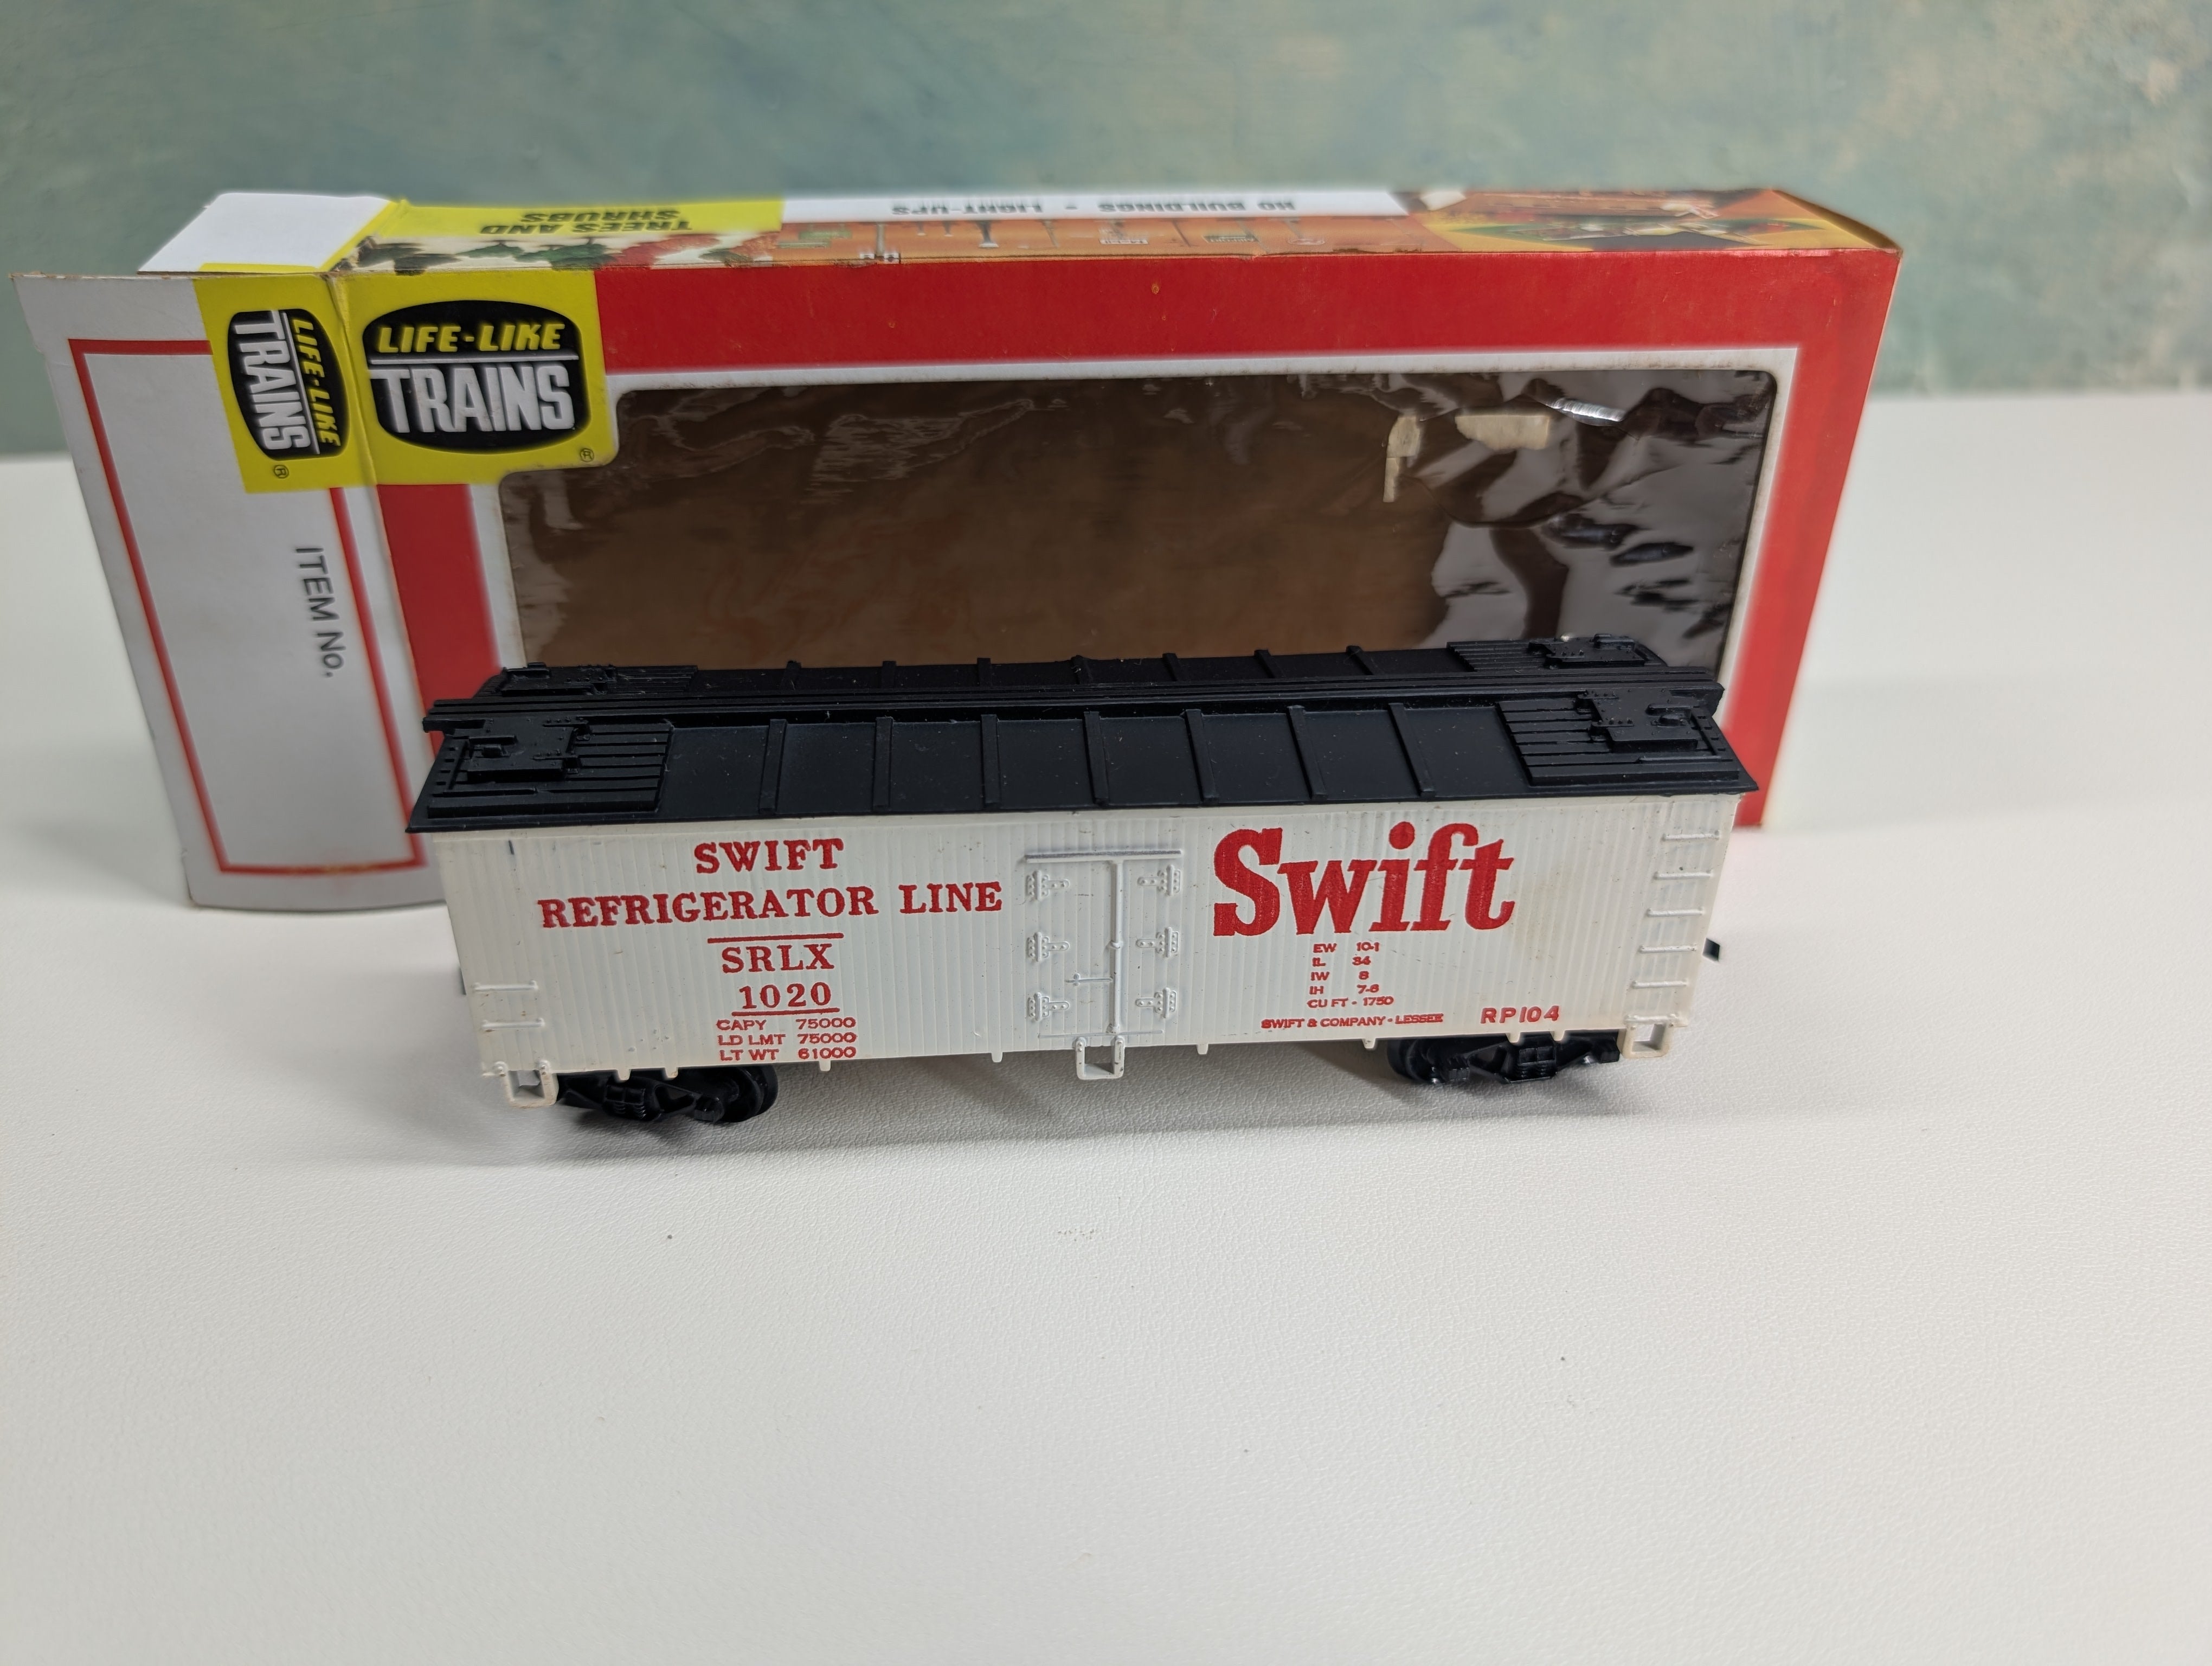 TREES AND
SHRUBS
HO BUILDINGS • LIGHT-UPS
LIFE-LIKE
TRAINS
®
LIFE-LIKE
TRAINS
®
ITEM No.
SWIFT
REFRIGERATOR LINE
SRLX
1020
CAPY 75000
LD LMT 75000
LT WT 61000
Swift
EW 10-1
IL 34
IW 8
IH 7-6
CU FT - 1750
SWIFT & COMPANY - LESSEE
RP104